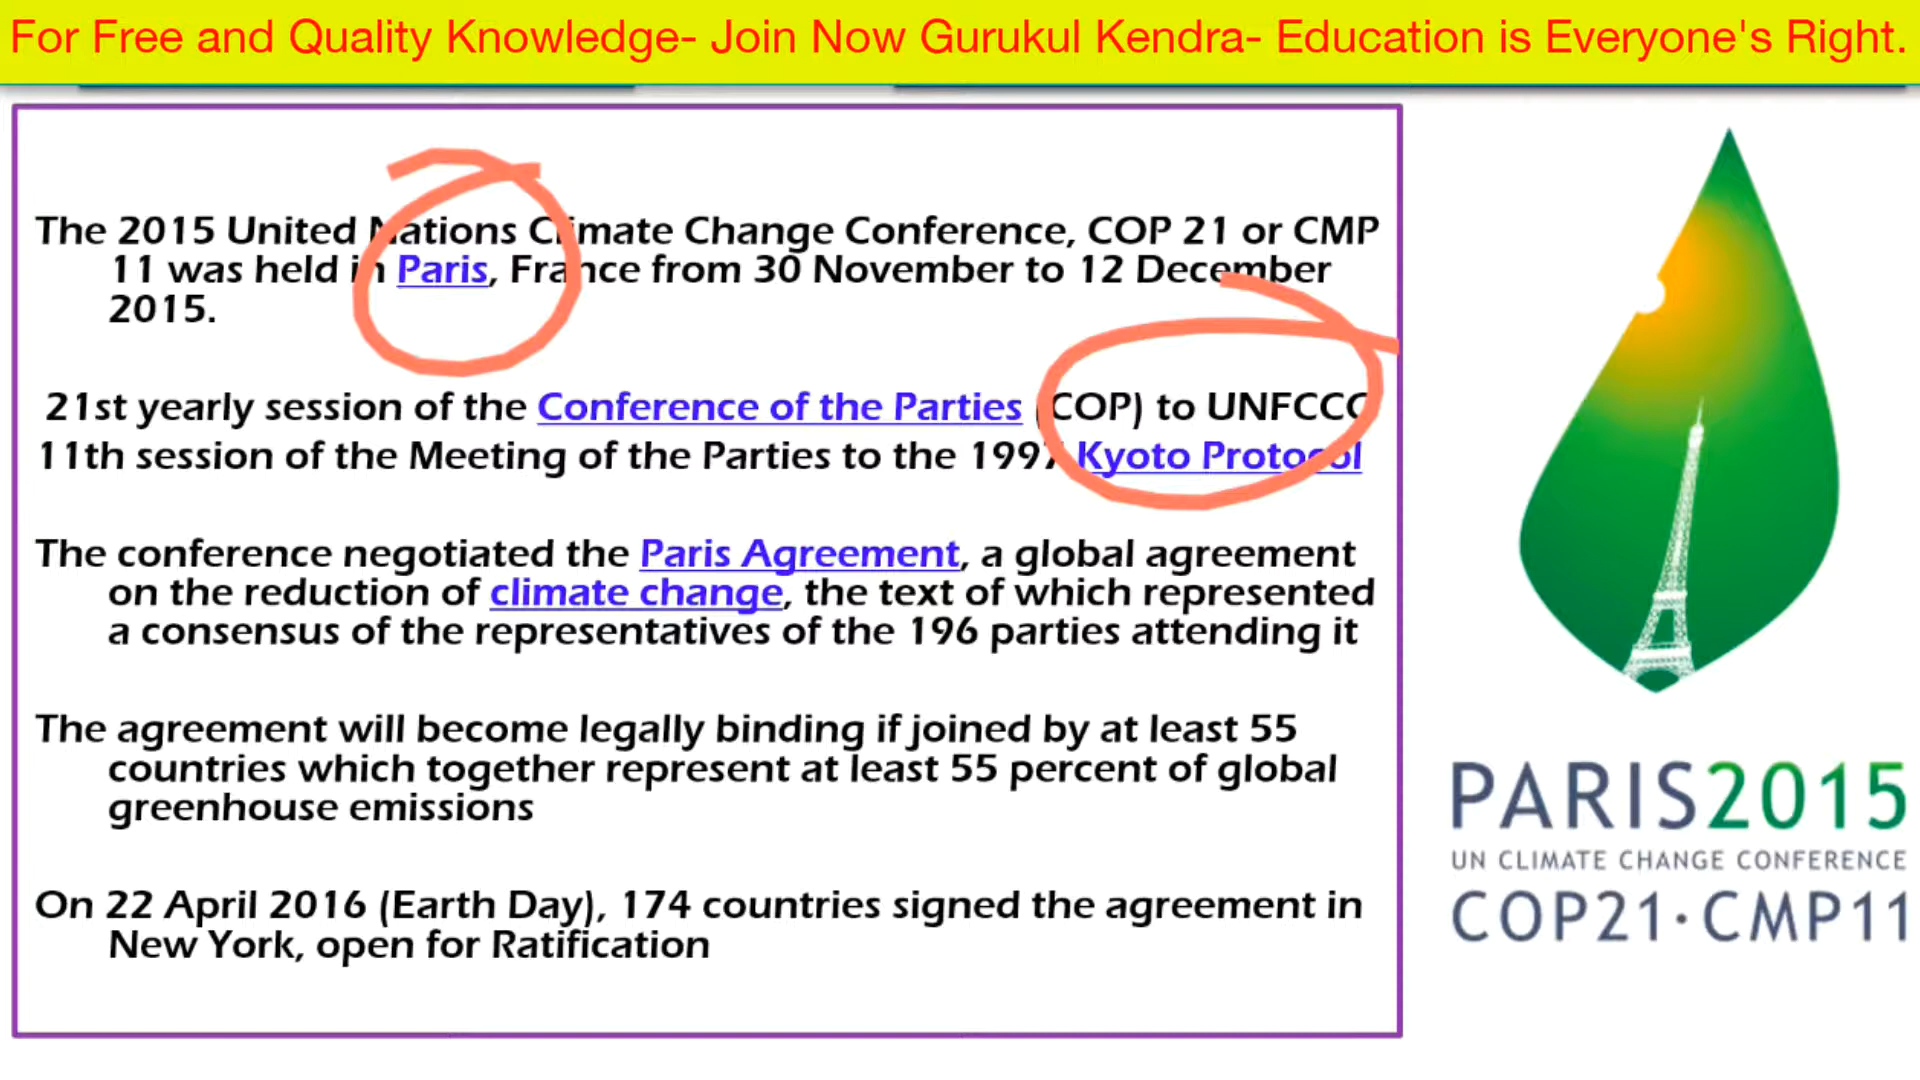 For Free and Quality Knowledge- Join Now Gurukul Kendra- Education is Everyone's Right.
The 2015 United Nations Climate Change Conference, COP 21 or CMP
11 was held in Paris, France from 30 November to 12 December
2015.
21st yearly session of the Conference of the Parties (COP) to UNFCCC
11th session of the Meeting of the Parties to the 1997 Kyoto Protocol
The conference negotiated the Paris Agreement, a global agreement
on the reduction of climate change, the text of which represented
a consensus of the representatives of the 196 parties attending it
The agreement will become legally binding if joined by at least 55
countries which together represent at least 55 percent of global
greenhouse emissions
On 22 April 2016 (Earth Day), 174 countries signed the agreement in
New York, open for Ratification
PARIS2015
UN CLIMATE CHANGE CONFERENCE
COP21·CMP11